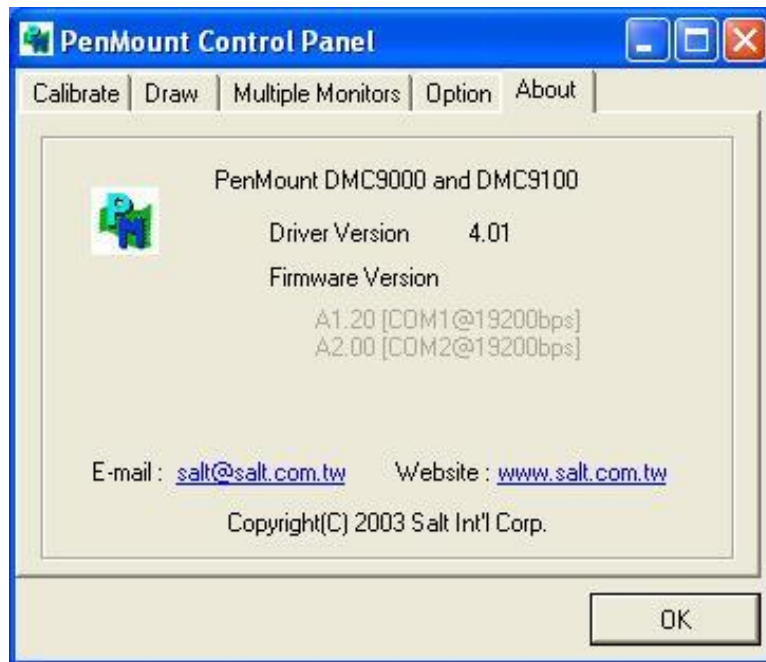 PenMount Control Panel
Calibrate Draw Multiple Monitors Option About
PM
PenMount DMC9000 and DMC9100
Driver Version 4.01
Firmware Version
A1.20 [COM1@19200bps]
A2.00 [COM2@19200bps]
E-mail : salt@salt.com.tw Website : www.salt.com.tw
Copyright(C) 2003 Salt Int'l Corp.
OK